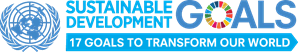 SUSTAINABLE
DEVELOPMENT GOALS
17 GOALS TO TRANSFORM OUR WORLD